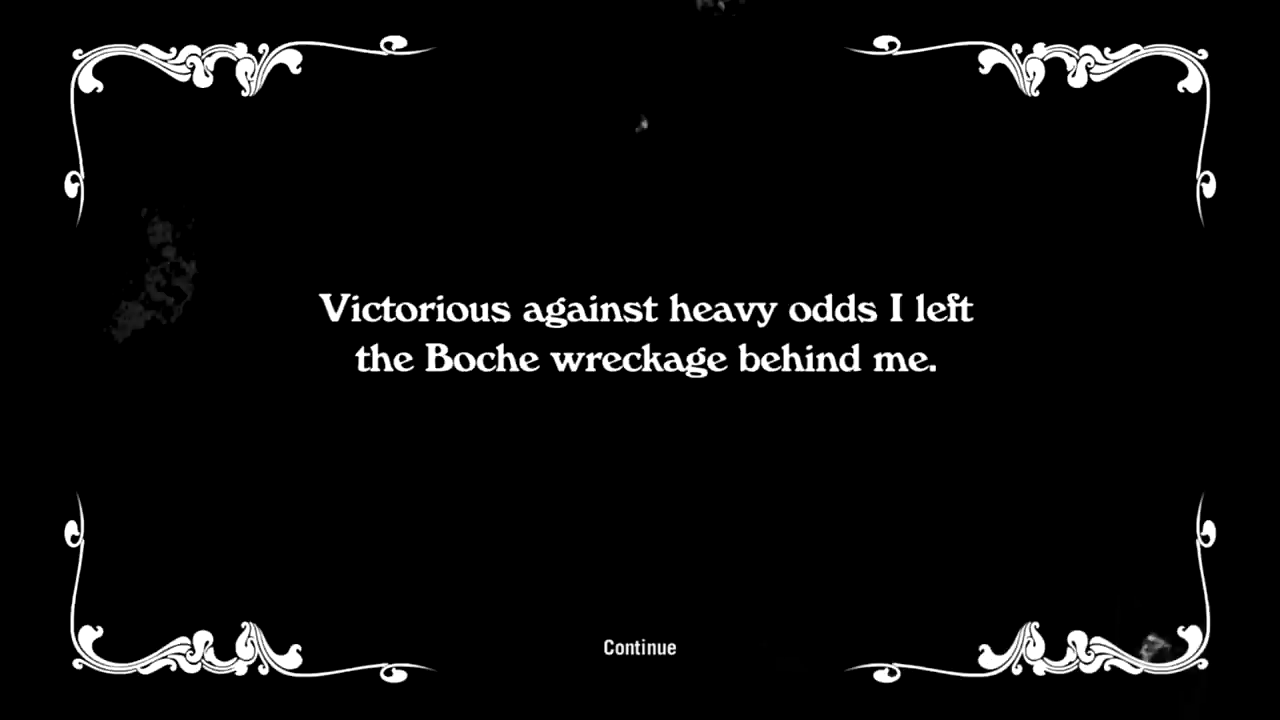 Victorious against heavy odds I left
the Boche wreckage behind me.
Continue